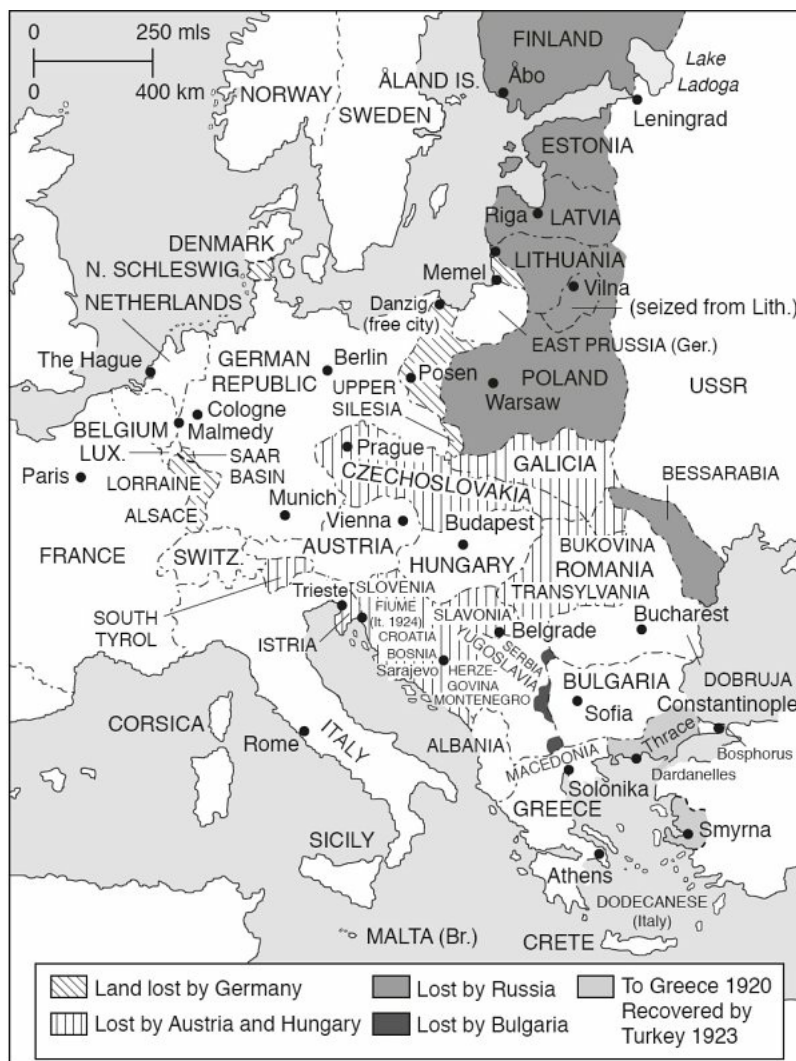 0 250 mls
0 400 km
FINLAND
Lake
Ladoga
Åbo
ÅLAND IS.
NORWAY
SWEDEN
Leningrad
ESTONIA
Riga
LATVIA
DENMARK
N. SCHLESWIG
LITHUANIA
Memel
Vilna
NETHERLANDS
Danzig
(free city)
(seized from Lith.)
EAST PRUSSIA (Ger.)
The Hague
GERMAN
REPUBLIC
Berlin
Posen
POLAND
Warsaw
USSR
UPPER
SILESIA
Cologne
BELGIUM
Malmedy
LUX.
SAAR
BASIN
Prague
GALICIA
Paris
LORRAINE
CZECHOSLOVAKIA
BESSARABIA
ALSACE
Munich
Vienna
Budapest
FRANCE
SWITZ
AUSTRIA
HUNGARY
BUKOVINA
ROMANIA
TRANSYLVANIA
SOUTH
TYROL
Trieste
SLOVENIA
FIUME
(It. 1924)
SLAVONIA
Bucharest
ISTRIA
CROATIA
BOSNIA
Sarajevo
Belgrade
YUGOSLAVIA
SERBIA
HERZE-
GOVINA
MONTENEGRO
DOBRUJA
BULGARIA
Sofia
Constantinople
CORSICA
Rome
ITALY
ALBANIA
Thrace
Bosphorus
MACEDONIA
Dardanelles
Solonika
GREECE
Smyrna
SICILY
Athens
DODECANESE
(Italy)
MALTA (Br.)
CRETE
Land lost by Germany
Lost by Russia
To Greece 1920
Recovered by
Turkey 1923
Lost by Austria and Hungary
Lost by Bulgaria